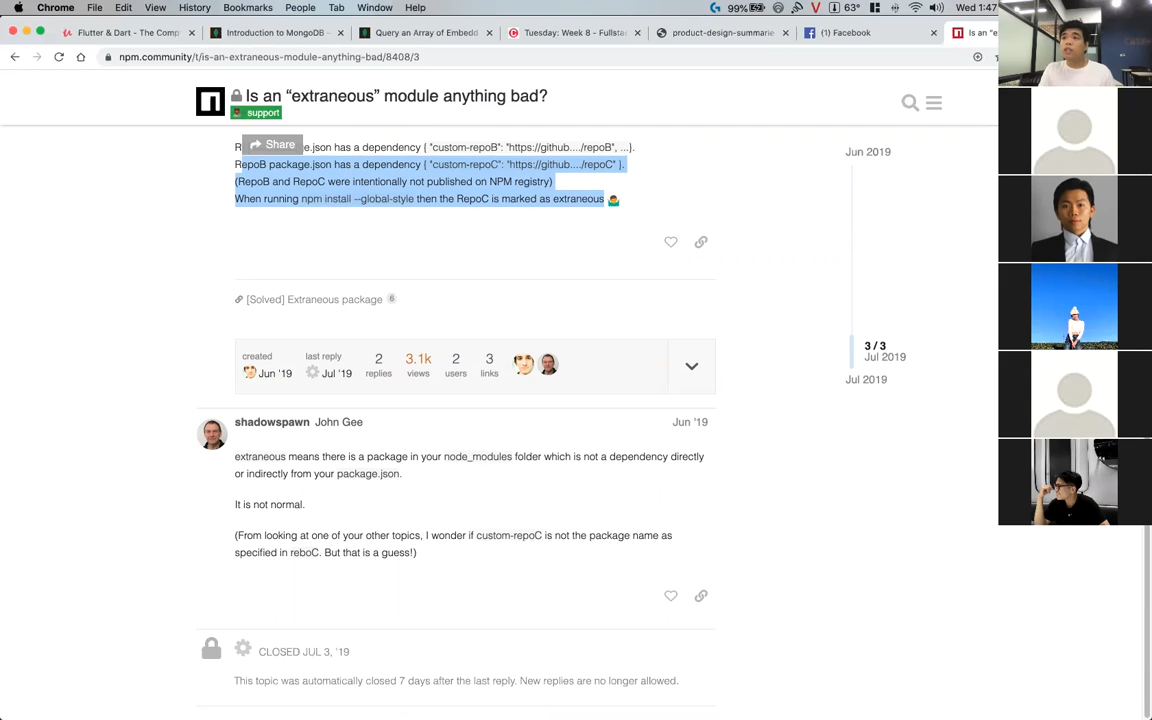 Chrome File Edit View History Bookmarks People Tab Window Help 99% 63° Wed 1:47
Flutter & Dart - The Comp Introduction to MongoDB – Query an Array of Embedd Tuesday: Week 8 - Fullsta product-design-summarie (1) Facebook Is an "e
npm.community/t/is-an-extraneous-module-anything-bad/8408/3
Is an “extraneous” module anything bad?
support
Share
.json has a dependency { "custom-repoB": "https://github..../repoB", ...}.
RepoB package.json has a dependency { "custom-repoC": "https://github..../repoC" }.
(RepoB and RepoC were intentionally not published on NPM registry)
When running npm install --global-style then the RepoC is marked as extraneous
Jun 2019
[Solved] Extraneous package 6
3 / 3
Jul 2019
Jul 2019
created last reply 2 3.1k 2 3
Jun '19 Jul '19 replies views users links
shadowspawn John Gee Jun '19
extraneous means there is a package in your node_modules folder which is not a dependency directly
or indirectly from your package.json.
It is not normal.
(From looking at one of your other topics, I wonder if custom-repoC is not the package name as
specified in reboC. But that is a guess!)
CLOSED JUL 3, '19
This topic was automatically closed 7 days after the last reply. New replies are no longer allowed.